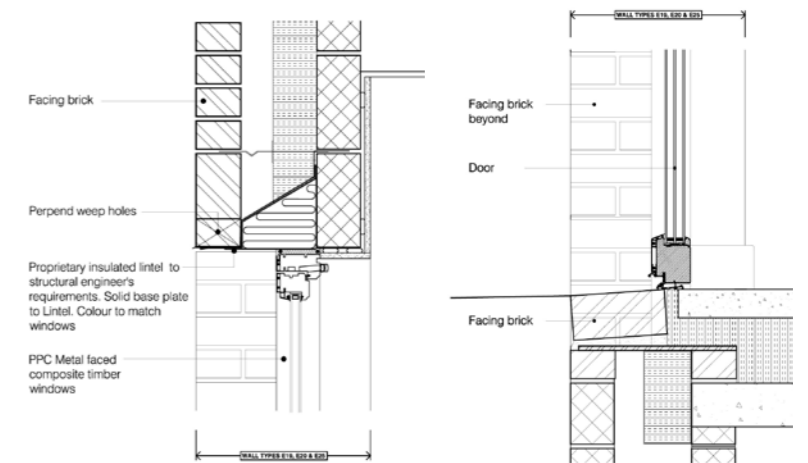 Facing brick
Perpend weep holes
Proprietary insulated lintel to
structural engineer's
requirements. Solid base plate
to Lintel. Colour to match
windows
PPC Metal faced
composite timber
windows
WALL TYPES E19, E20 & E25
WALL TYPES E19, E20 & E25
Facing brick
beyond
Door
Facing brick